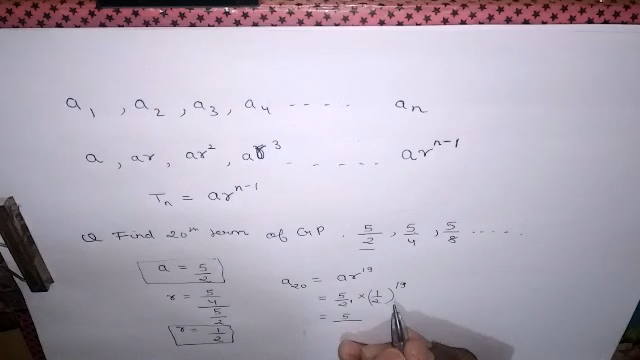 a₁ , a₂ , a₃ , a₄ ----- aₙ
a , ar , ar² , ar³ ----- arⁿ⁻¹
Tₙ = arⁿ⁻¹
Q Find 20th term of GP . 5/2 , 5/4 , 5/8 .....
a = 5/2
r = 5/4 / 5/2
r = 1/2
a₂₀ = ar¹⁹
= 5/2 × (1/2)¹⁹
= 5